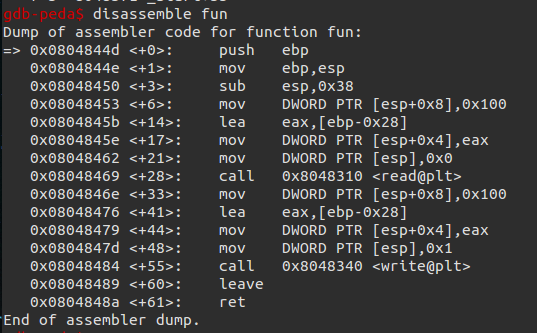 gdb-peda$ disassemble fun
Dump of assembler code for function fun:
=> 0x0804844d <+0>: push ebp
0x0804844e <+1>: mov ebp,esp
0x08048450 <+3>: sub esp,0x38
0x08048453 <+6>: mov DWORD PTR [esp+0x8],0x100
0x0804845b <+14>: lea eax,[ebp-0x28]
0x0804845e <+17>: mov DWORD PTR [esp+0x4],eax
0x08048462 <+21>: mov DWORD PTR [esp],0x0
0x08048469 <+28>: call 0x8048310 <read@plt>
0x0804846e <+33>: mov DWORD PTR [esp+0x8],0x100
0x08048476 <+41>: lea eax,[ebp-0x28]
0x08048479 <+44>: mov DWORD PTR [esp+0x4],eax
0x0804847d <+48>: mov DWORD PTR [esp],0x1
0x08048484 <+55>: call 0x8048340 <write@plt>
0x08048489 <+60>: leave
0x0804848a <+61>: ret
End of assembler dump.